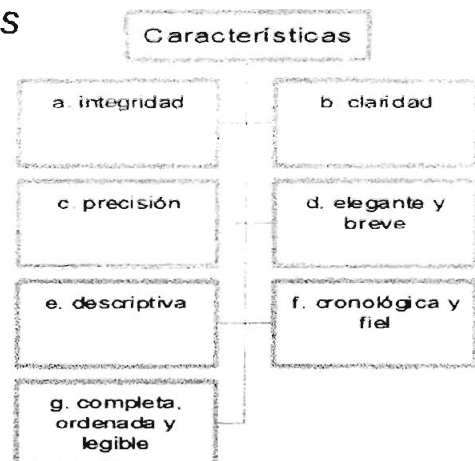 s
Características
a. integridad
b. claridad
c. precisión
d. elegante y
breve
e. descriptiva
f. cronológica y
fiel
g. completa,
ordenada y
legible